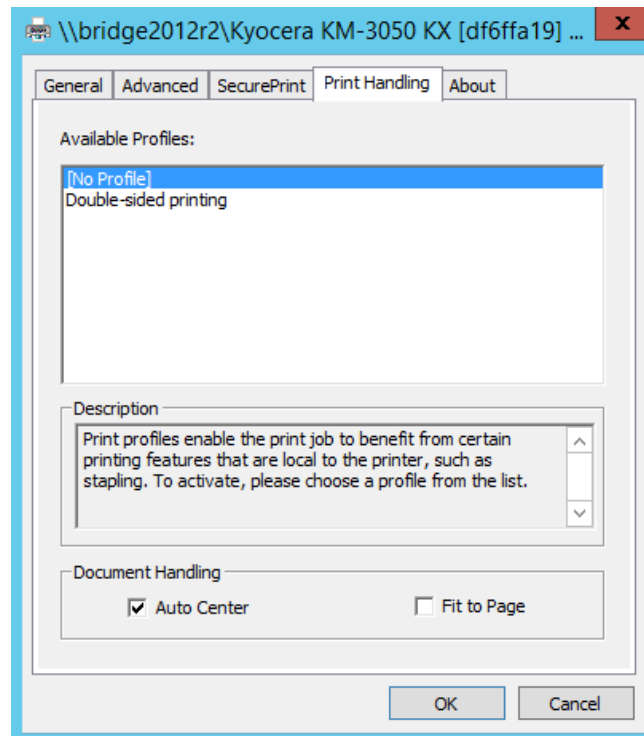 \\bridge2012r2\Kyocera KM-3050 KX [df6ffa19] ...
x
General Advanced SecurePrint Print Handling About
Available Profiles:
[No Profile]
Double-sided printing
Description
Print profiles enable the print job to benefit from certain
printing features that are local to the printer, such as
stapling. To activate, please choose a profile from the list.
Document Handling
Auto Center Fit to Page
OK Cancel